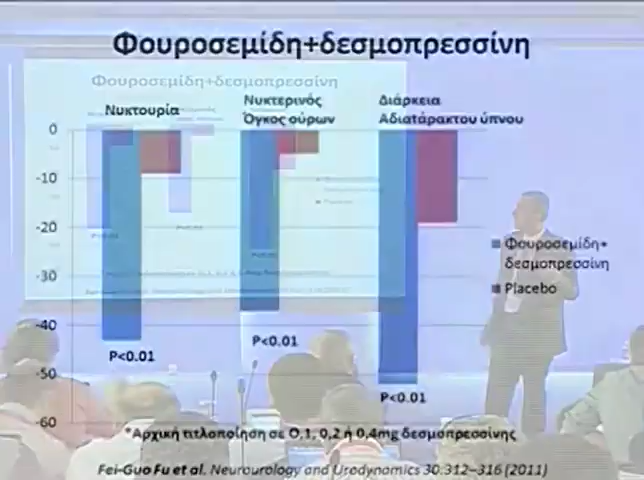 Φουροσεμίδη+δεσμοπρεσσίνη
Φουροσεμίδη+δεσμοπρεσσίνη
Νυκτουρία
Νυκτερινός
Όγκος ούρων
Διάρκεια
Αδιατάρακτου ύπνου
0
-10
-20
-30
-40
-50
-60
P<0.01
P<0.01
P<0.01
Φουροσεμίδη+
δεσμοπρεσσίνη
Placebo
*Αρχική τιτλοποίηση σε 0,1, 0,2 ή 0,4mg δεσμοπρεσσίνης
Fei-Guo Fu et al. Neurourology and Urodynamics 30:312–316 (2011)